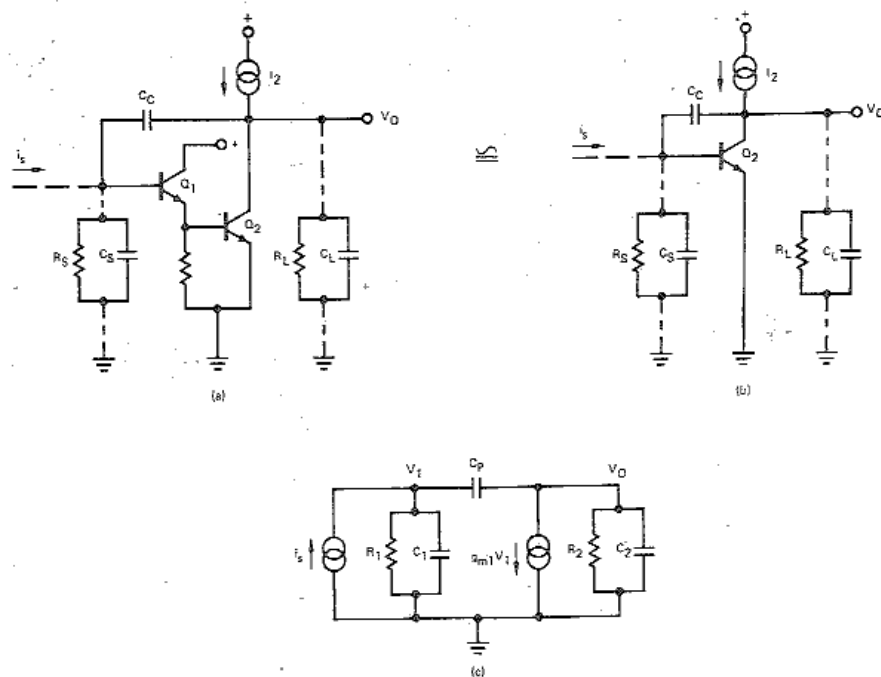 +
I2
CC
VO
is
+
Q1
Q2
RS
CS
RL
CL
+
(a)
≅
+
I2
CC
VO
is
Q2
RS
CS
RL
CL
(b)
V1
CP
VO
is
R1
C1
gm1V1
R2
C2
(c)